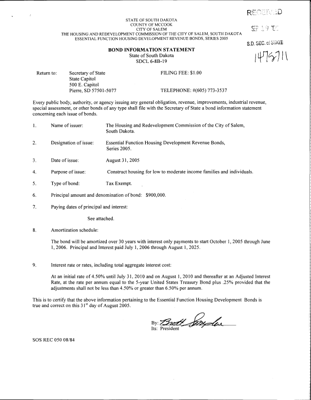 RECEIVED
STATE OF SOUTH DAKOTA
COUNTY OF MCCOOK
CITY OF SALEM
THE HOUSING AND REDEVELOPMENT COMMISSION OF THE CITY OF SALEM, SOUTH DAKOTA
ESSENTIAL FUNCTION HOUSING DEVELOPMENT REVENUE BONDS, SERIES 2005
S.D. SEC. OF STATE
BOND INFORMATION STATEMENT
State of South Dakota
SDCL 6-8B-19
Return to: Secretary of State FILING FEE: $3.00
State Capitol
500 E. Capitol
Pierre, SD 57501-5077 TELEPHONE: #(605) 773-3537
Every public body, authority, or agency issuing any general obligation, revenue, improvements, industrial revenue,
special assessment, or other bonds of any type shall file with the Secretary of State a bond information statement
concerning each issue of bonds.
1. Name of issuer: The Housing and Redevelopment Commission of the City of Salem,
South Dakota.
2. Designation of issue: Essential Function Housing Development Revenue Bonds,
Series 2005.
3. Date of issue: August 31, 2005
4. Purpose of issue: Construct housing for low to moderate income families and individuals.
5. Type of bond: Tax Exempt.
6. Principal amount and denomination of bond: $900,000.
7. Paying dates of principal and interest:
See attached.
8. Amortization schedule:
The bond will be amortized over 30 years with interest only payments to start October 1, 2005 through June
1, 2006. Principal and Interest paid July 1, 2006 through August 1, 2025.
9. Interest rate or rates, including total aggregate interest cost:
At an initial rate of 4.50% until July 31, 2010 and on August 1, 2010 and thereafter at an Adjusted Interest
Rate, at the rate per annum equal to the 5-year United States Treasury Bond plus .25% provided that the
adjustments shall not be less than 4.50% or greater than 6.50% per annum.
This is to certify that the above information pertaining to the Essential Function Housing Development Bonds is
true and correct on this 31st day of August 2005.
By:
Its: President
SOS REC 050 08/84